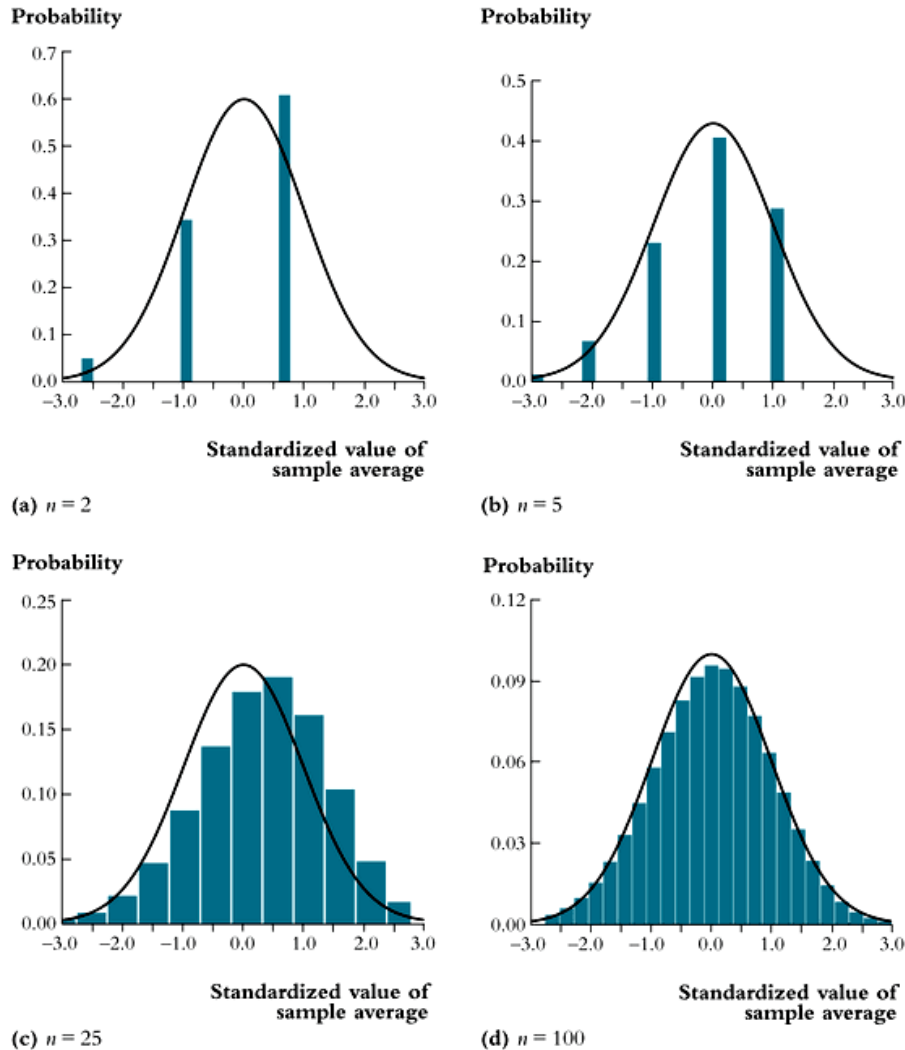 Probability
0.7
0.6
0.5
0.4
0.3
0.2
0.1
0.0
−3.0 −2.0 −1.0 0.0 1.0 2.0 3.0
Standardized value of
sample average
(a) n = 2
Probability
0.5
0.4
0.3
0.2
0.1
0.0
−3.0 −2.0 −1.0 0.0 1.0 2.0 3.0
Standardized value of
sample average
(b) n = 5
Probability
0.25
0.20
0.15
0.10
0.05
0.00
−3.0 −2.0 −1.0 0.0 1.0 2.0 3.0
Standardized value of
sample average
(c) n = 25
Probability
0.12
0.09
0.06
0.03
0.00
−3.0 −2.0 −1.0 0.0 1.0 2.0 3.0
Standardized value of
sample average
(d) n = 100